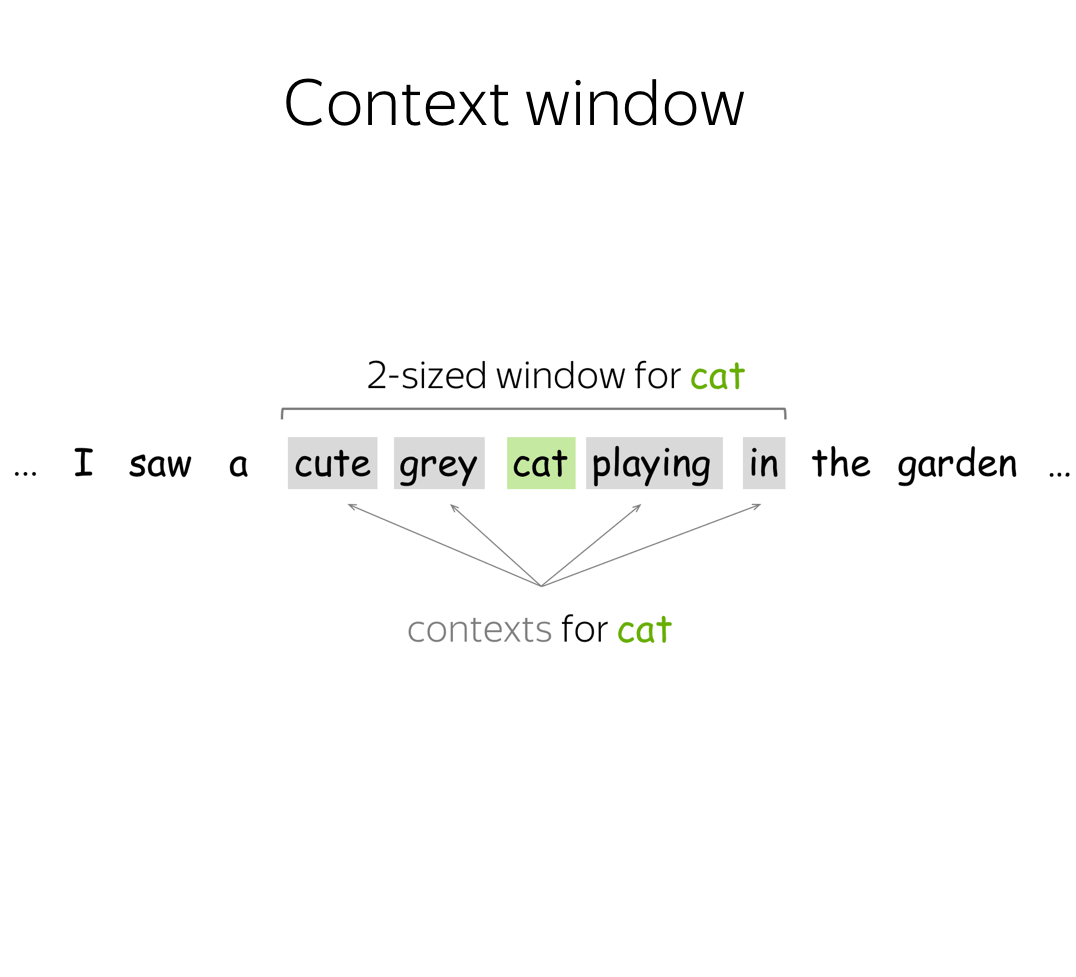 Context window
2-sized window for cat
... I saw a cute grey cat playing in the garden ...
contexts for cat